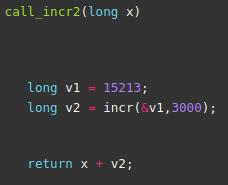 call_incr2(long x)
long v1 = 15213;
long v2 = incr(&v1,3000);
return x + v2;